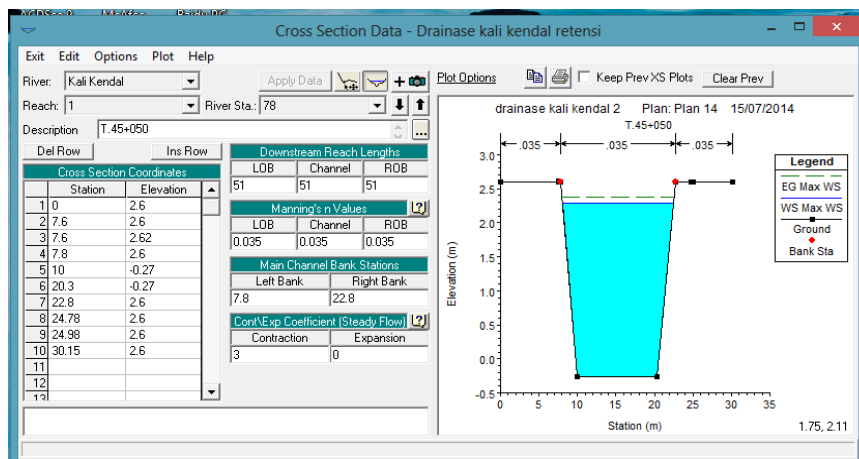 Cross Section Data - Drainase kali kendal retensi
Exit Edit Options Plot Help
River: Kali Kendal Apply Data Plot Options Keep Prev XS Plots Clear Prev
Reach: 1 River Sta.: 78
Description T.45+050 ...
Del Row Ins Row
Cross Section Coordinates
Station Elevation
1 0 2.6
2 7.6 2.6
3 7.6 2.62
4 7.8 2.6
5 10 -0.27
6 20.3 -0.27
7 22.8 2.6
8 24.78 2.6
9 24.98 2.6
10 30.15 2.6
11
12
13
Downstream Reach Lengths
LOB Channel ROB
51 51 51
Manning's n Values
LOB Channel ROB
0.035 0.035 0.035
Main Channel Bank Stations
Left Bank Right Bank
7.8 22.8
Cont\Exp Coefficient (Steady Flow)
Contraction Expansion
3 0
drainase kali kendal 2 Plan: Plan 14 15/07/2014
T.45+050
.035 .035 .035
3.0
2.5
2.0
1.5
1.0
0.5
0.0
-0.5
0 5 10 15 20 25 30 35
Elevation (m)
Station (m)
Legend
EG Max WS
WS Max WS
Ground
Bank Sta
1.75, 2.11